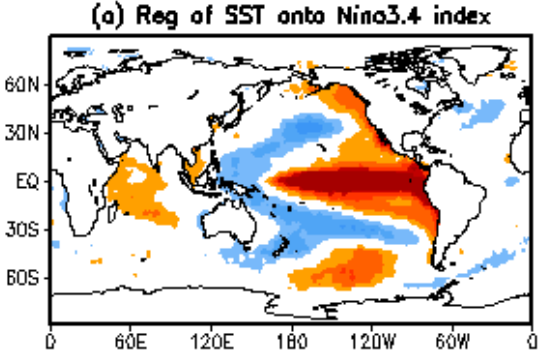 (a) Reg of SST onto Nino3.4 index
60N
30N
EQ
30S
60S
0 60E 120E 180 120W 60W 0